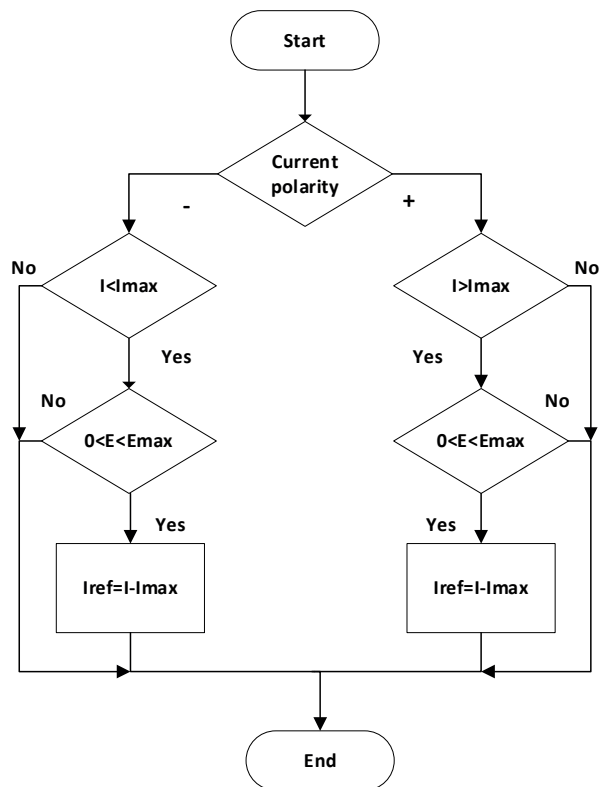 Start
Current
polarity
-
+
No
I<Imax
I>Imax
No
Yes
Yes
No
0<E<Emax
0<E<Emax
No
Yes
Yes
Iref=I-Imax
Iref=I-Imax
End